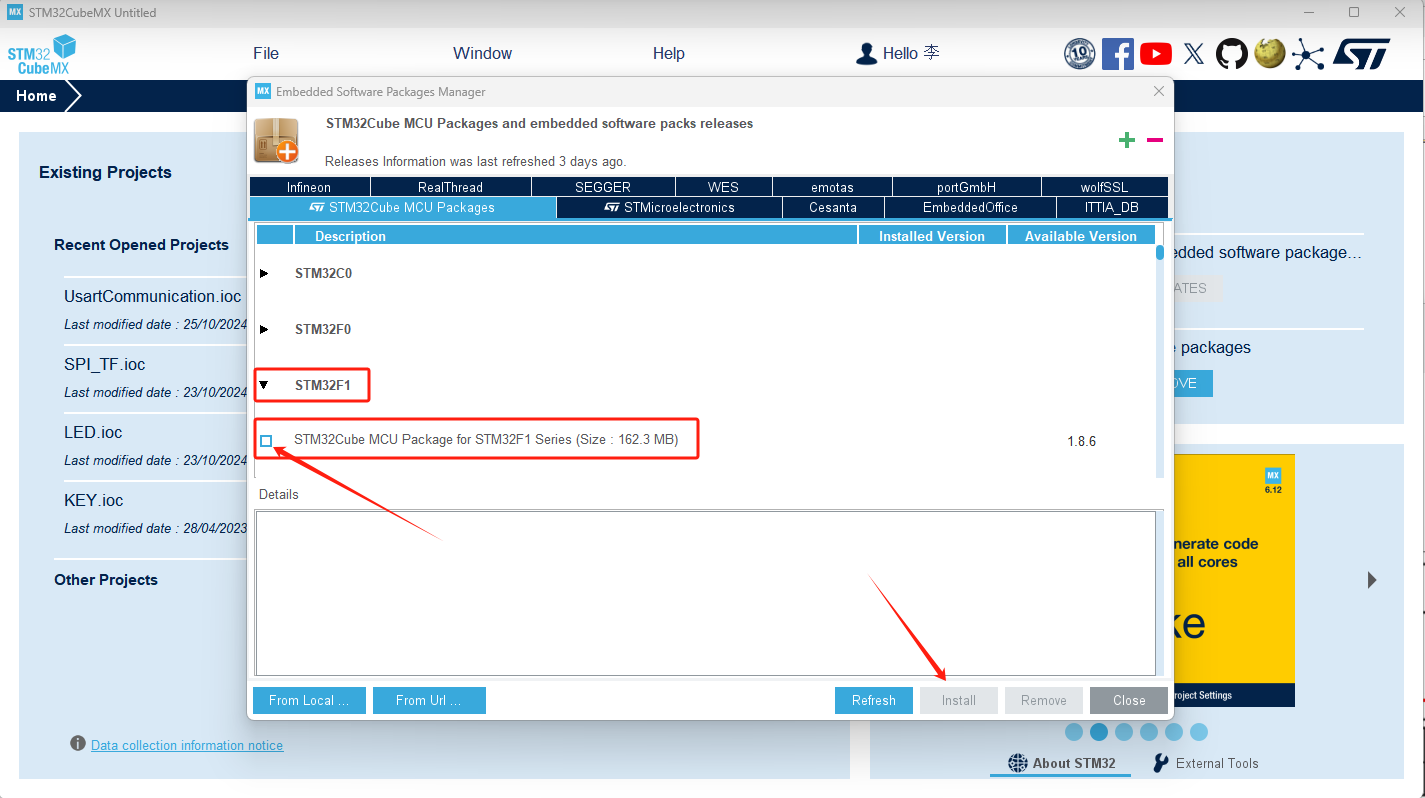 MX STM32CubeMX Untitled
STM32 CubeMX
File Window Help Hello 李
10
Home
MX Embedded Software Packages Manager
STM32Cube MCU Packages and embedded software packs releases
Releases Information was last refreshed 3 days ago.
Infineon RealThread SEGGER WES emotas portGmbH wolfSSL
STM32Cube MCU Packages STMicroelectronics Cesanta EmbeddedOffice ITTIA_DB
Description Installed Version Available Version
STM32C0
STM32F0
STM32F1
STM32Cube MCU Package for STM32F1 Series (Size : 162.3 MB) 1.8.6
Details
From Local ... From Url ... Refresh Install Remove Close
Existing Projects
Recent Opened Projects
UsartCommunication.ioc
Last modified date : 25/10/2024
SPI_TF.ioc
Last modified date : 23/10/2024
LED.ioc
Last modified date : 23/10/2024
KEY.ioc
Last modified date : 28/04/2023
Other Projects
Data collection information notice
edded software package...
ATES
e packages
OVE
MX
6.12
nerate code
all cores
ke
roject Settings
About STM32 External Tools